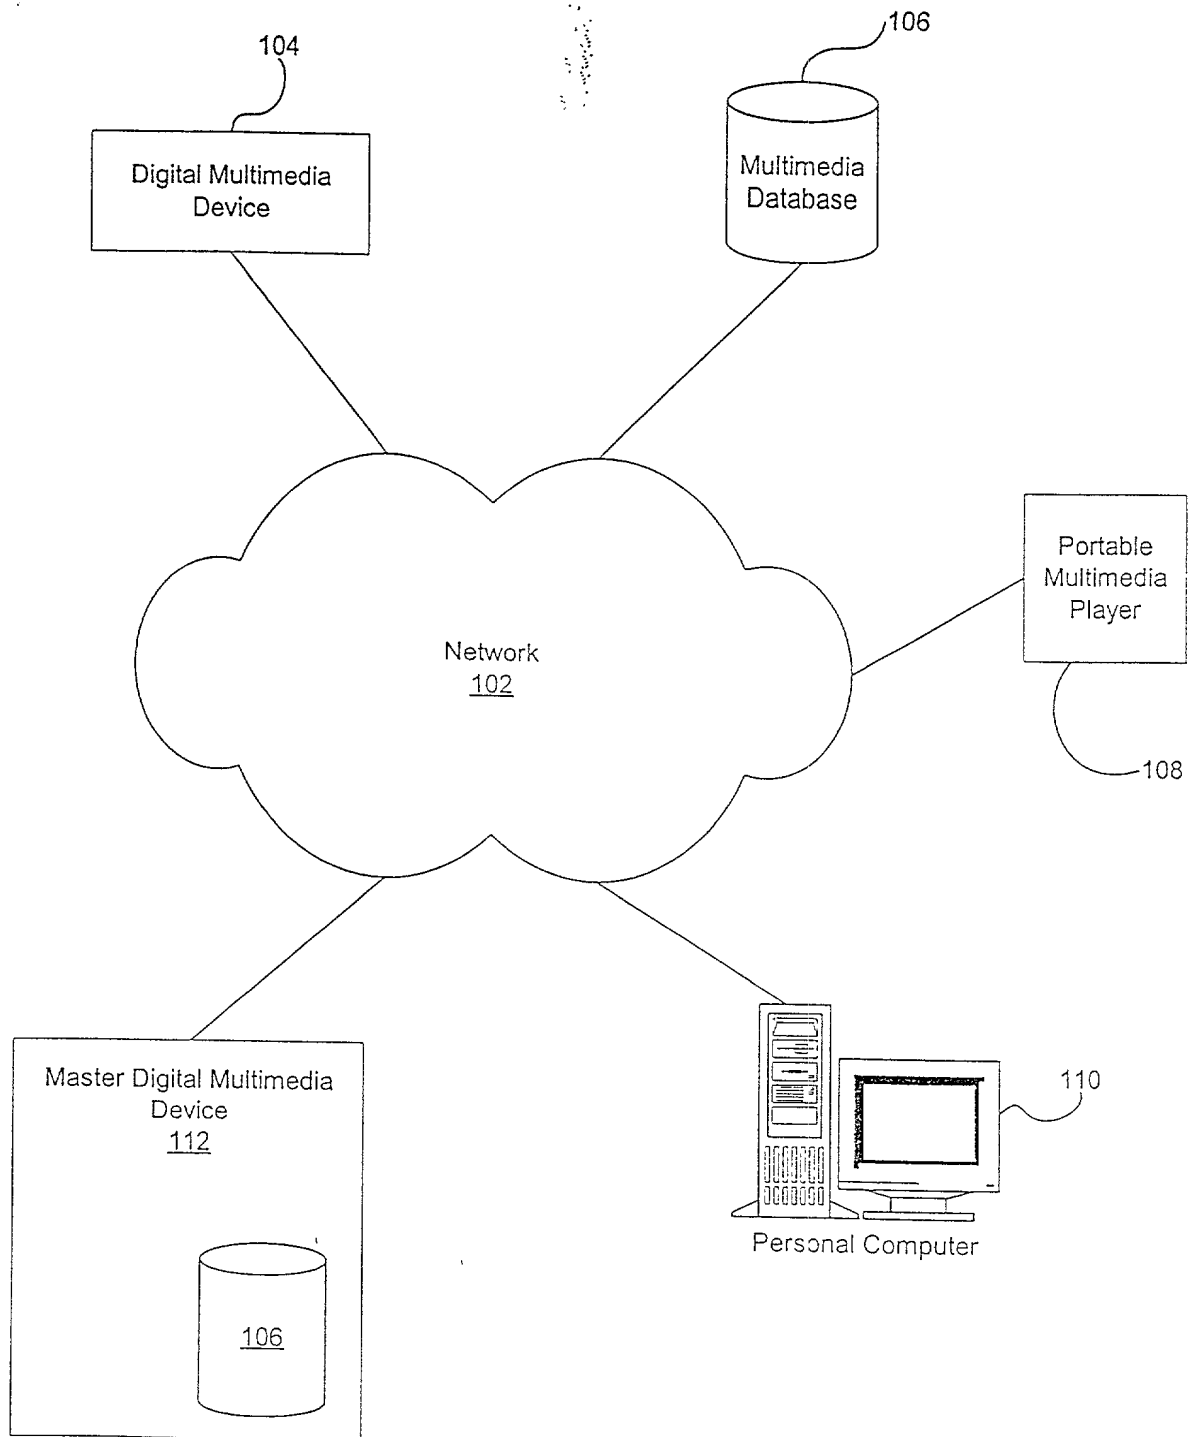 104
106
Digital Multimedia
Device
Multimedia
Database
Portable
Multimedia
Player
Network
102
108
Master Digital Multimedia
Device
112
110
Personal Computer
106